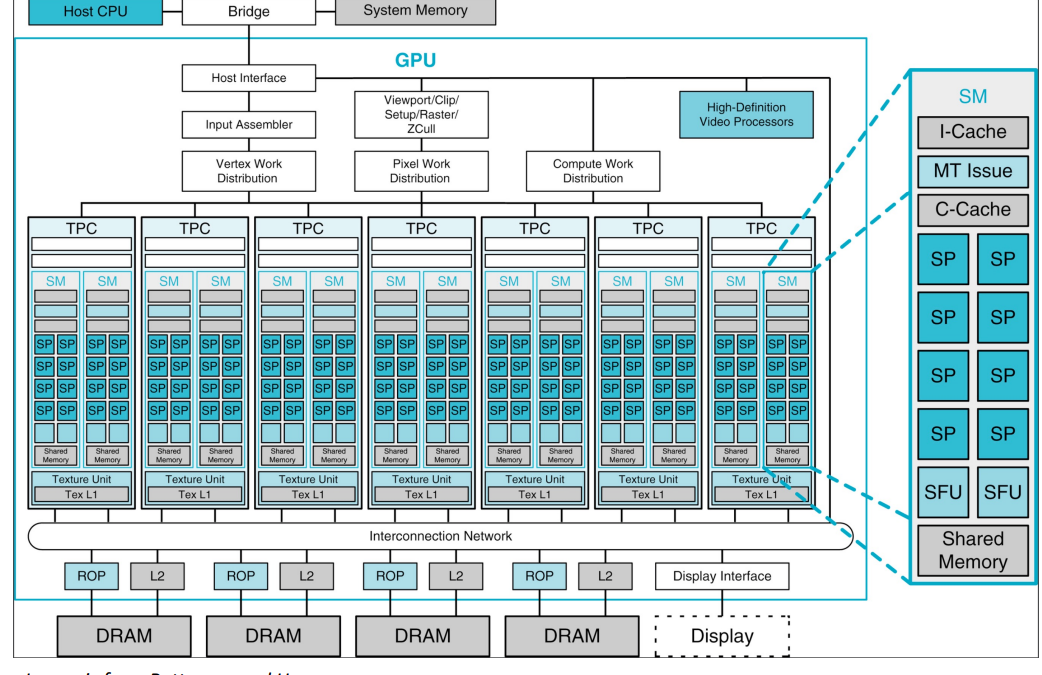 Host CPU
Bridge
System Memory
GPU
Host Interface
Input Assembler
Vertex Work
Distribution
Viewport/Clip/
Setup/Raster/
ZCull
Pixel Work
Distribution
Compute Work
Distribution
High-Definition
Video Processors
TPC TPC TPC TPC TPC TPC TPC
SM SM SM SM SM SM SM SM SM SM SM SM SM SM
SP SP SP SP SP SP SP SP SP SP SP SP SP SP SP SP SP SP SP SP SP SP SP SP SP SP SP SP
SP SP SP SP SP SP SP SP SP SP SP SP SP SP SP SP SP SP SP SP SP SP SP SP SP SP SP SP
SP SP SP SP SP SP SP SP SP SP SP SP SP SP SP SP SP SP SP SP SP SP SP SP SP SP SP SP
SP SP SP SP SP SP SP SP SP SP SP SP SP SP SP SP SP SP SP SP SP SP SP SP SP SP SP SP
Shared Shared Shared Shared Shared Shared Shared Shared Shared Shared Shared Shared Shared Shared
Memory Memory Memory Memory Memory Memory Memory Memory Memory Memory Memory Memory Memory Memory
Texture Unit Texture Unit Texture Unit Texture Unit Texture Unit Texture Unit Texture Unit
Tex L1 Tex L1 Tex L1 Tex L1 Tex L1 Tex L1 Tex L1
Interconnection Network
ROP L2 ROP L2 ROP L2 ROP L2 Display Interface
DRAM DRAM DRAM DRAM Display
SM
I-Cache
MT Issue
C-Cache
SP SP
SP SP
SP SP
SP SP
SFU SFU
Shared
Memory